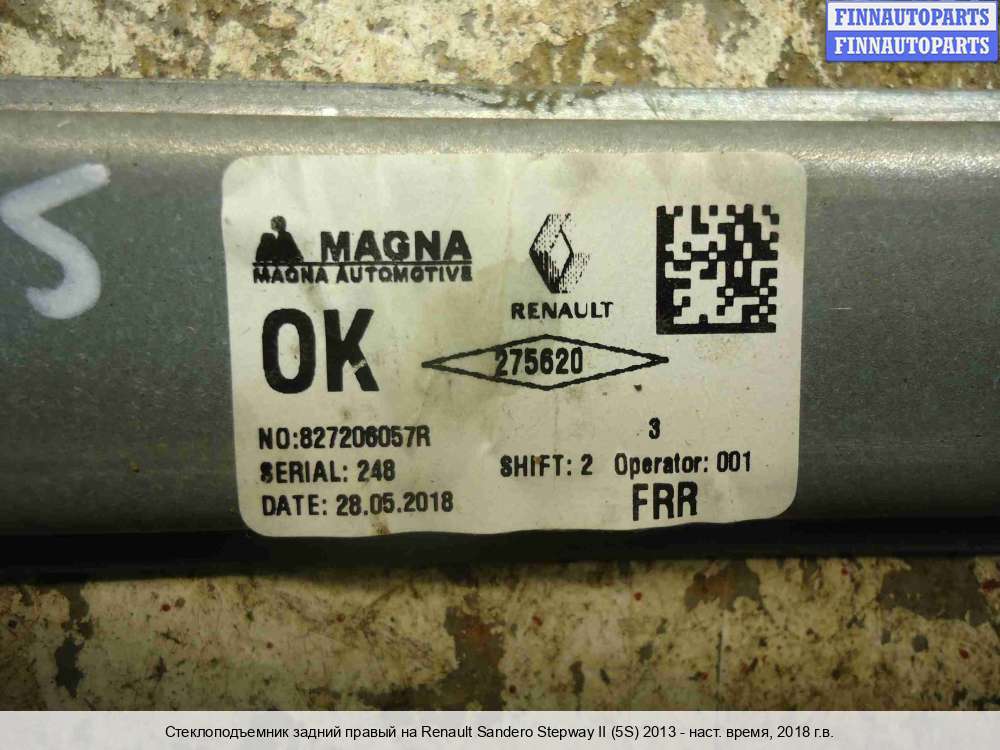 FINNAUTOPARTS
FINNAUTOPARTS
5
MAGNA
MAGNA AUTOMOTIVE
RENAULT
OK
275620
NO:827206057R
3
SERIAL: 248
SHIFT: 2 Operator: 001
DATE: 28.05.2018
FRR
Стеклоподъемник задний правый на Renault Sandero Stepway II (5S) 2013 - наст. время, 2018 г.в.